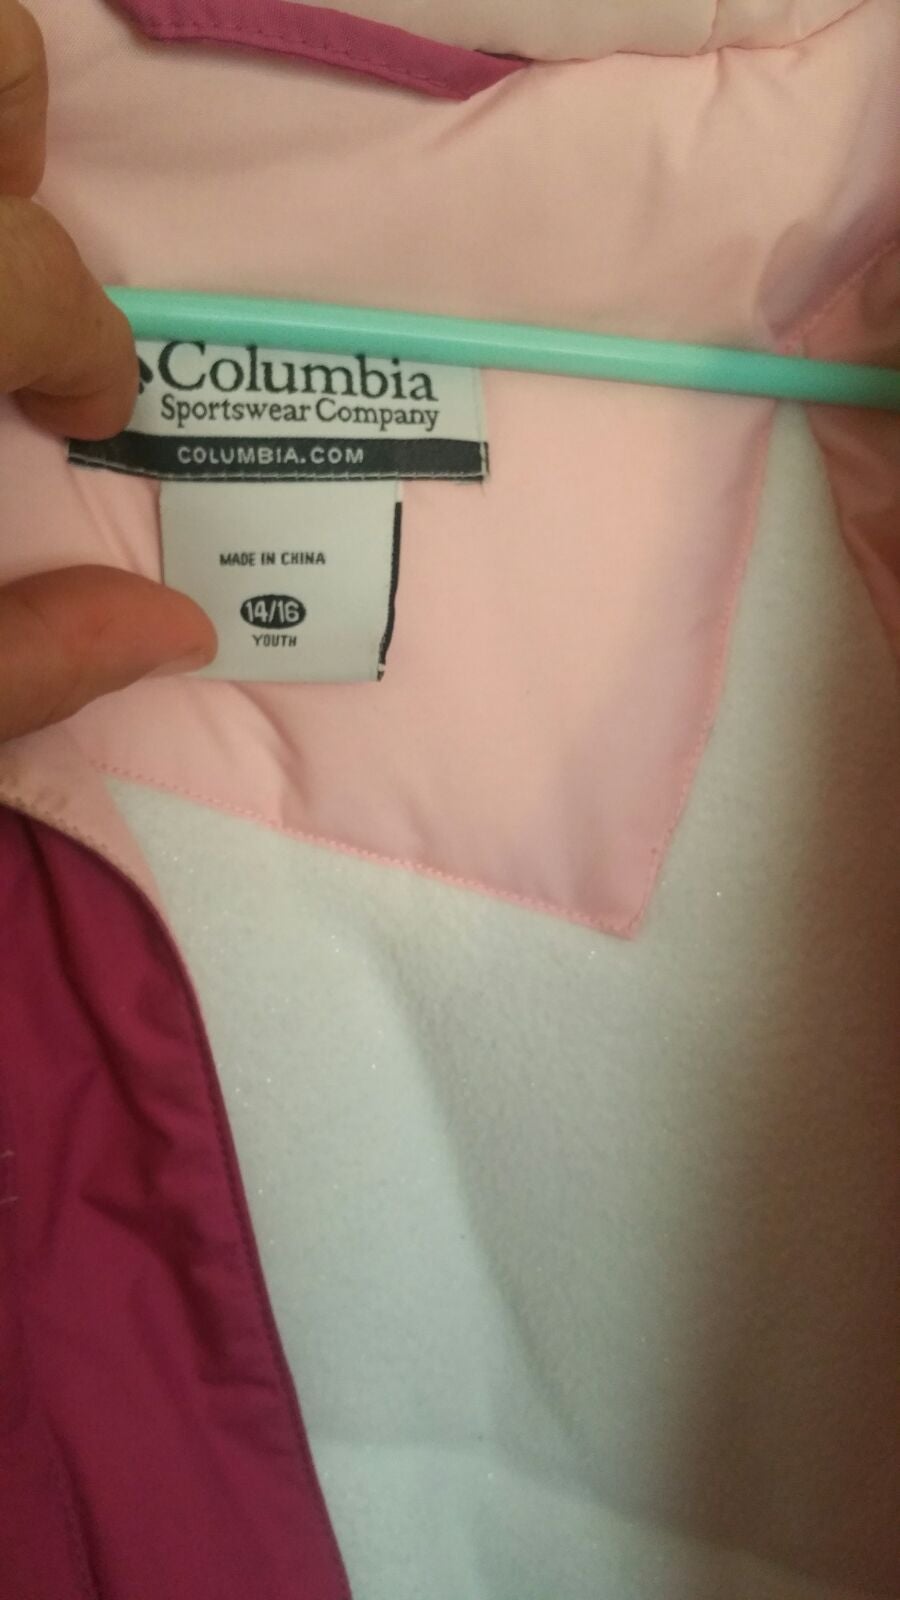 Columbia
Sportswear Company
COLUMBIA.COM
MADE IN CHINA
14/16
YOUTH